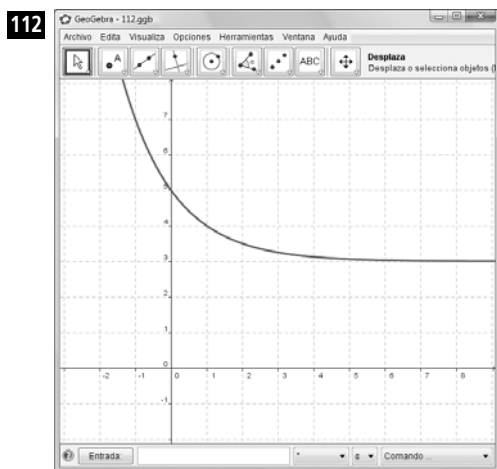 112
GeoGebra - 112.ggb
Archivo Edita Visualiza Opciones Herramientas Ventana Ayuda
A
ABC
Desplaza
Desplaza o selecciona objetos (
7
6
5
4
3
2
1
0
-1
-2 -1 0 1 2 3 4 5 6 7 8
Entrada:
α
Comando ...